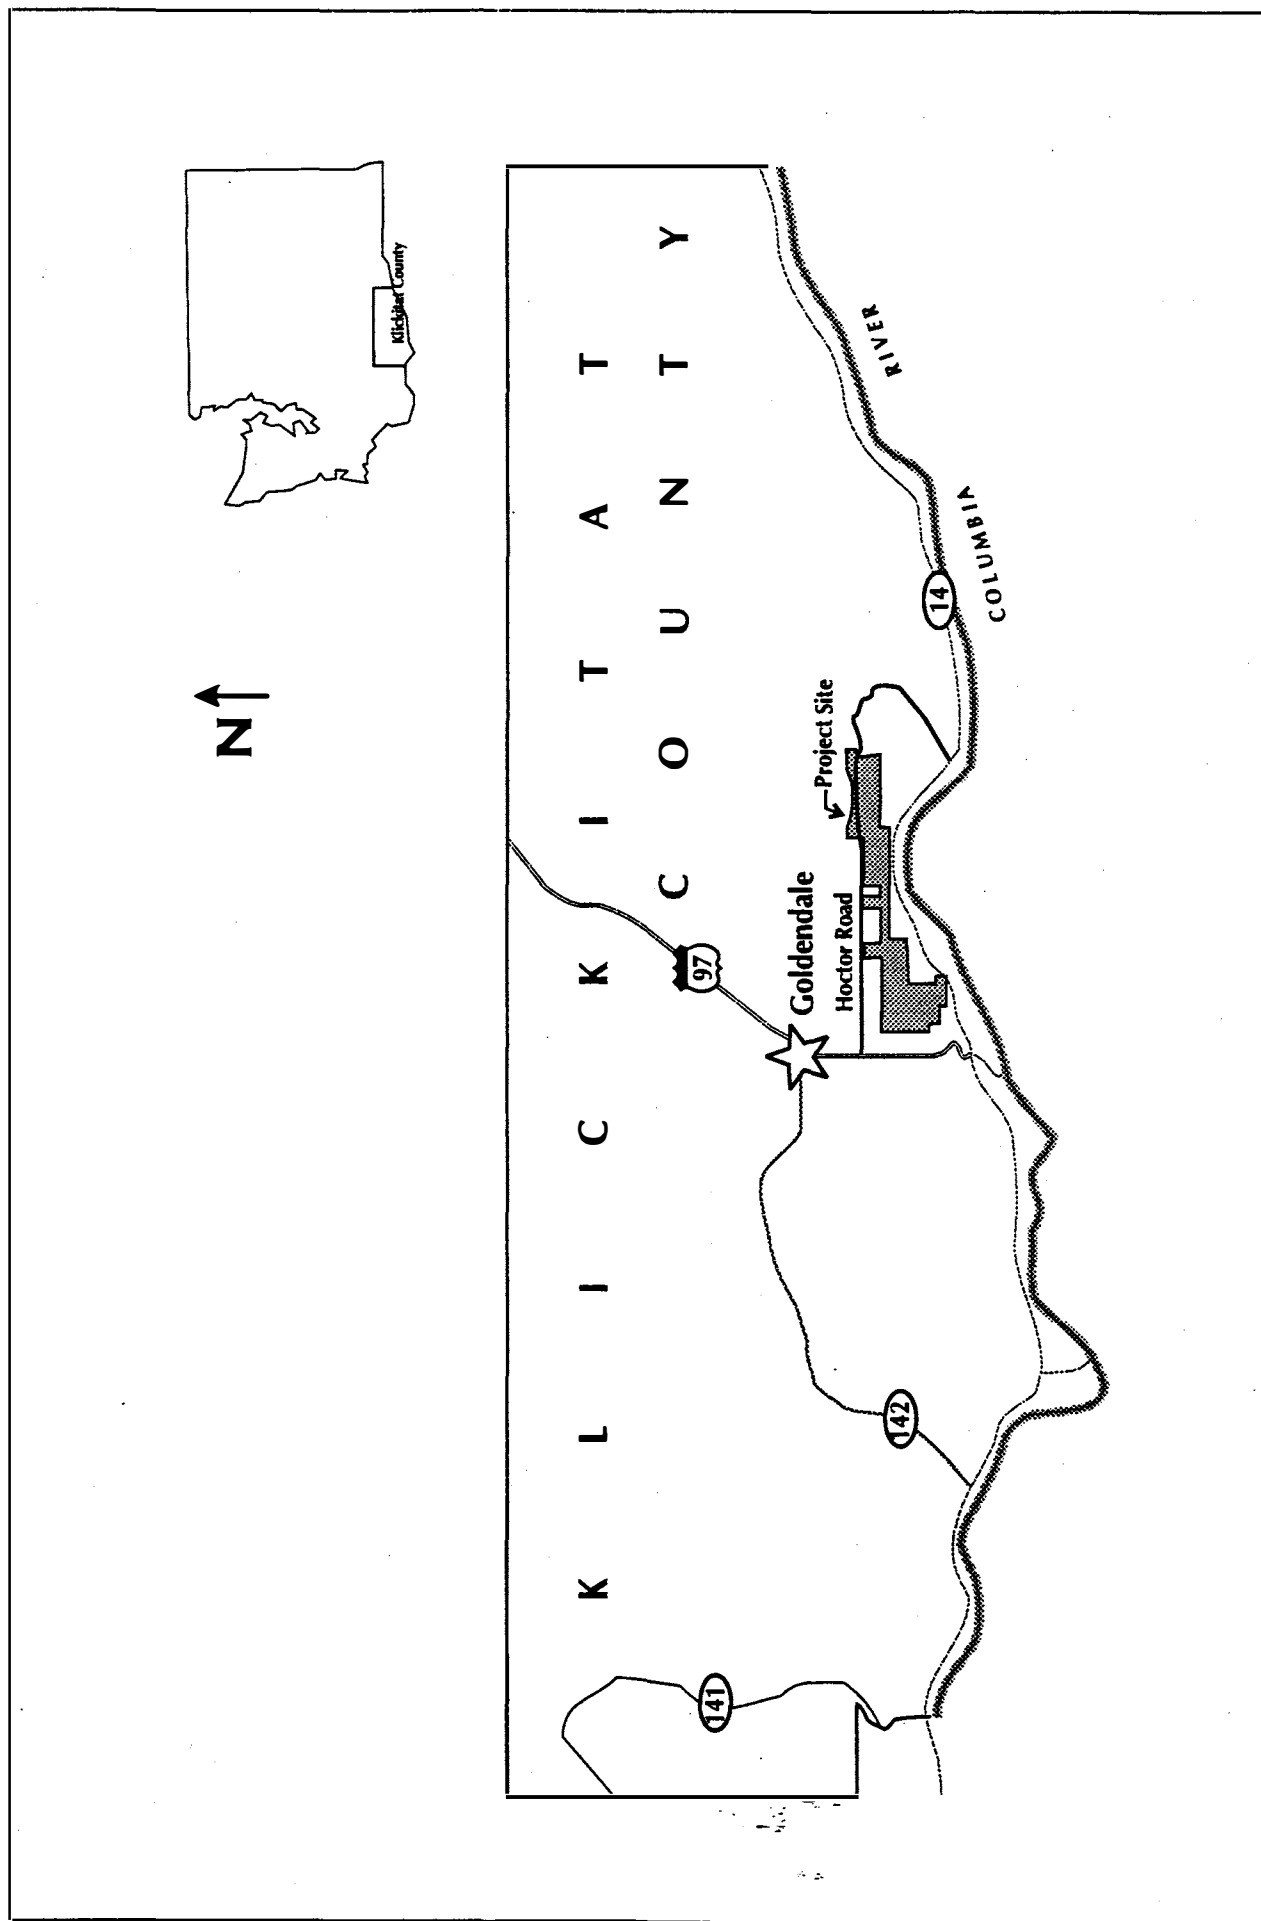 Klickitat County
N
KLICKITAT
COUNTY
97
Goldendale
Hoctor Road
Project Site
141
142
14
COLUMBIA
RIVER